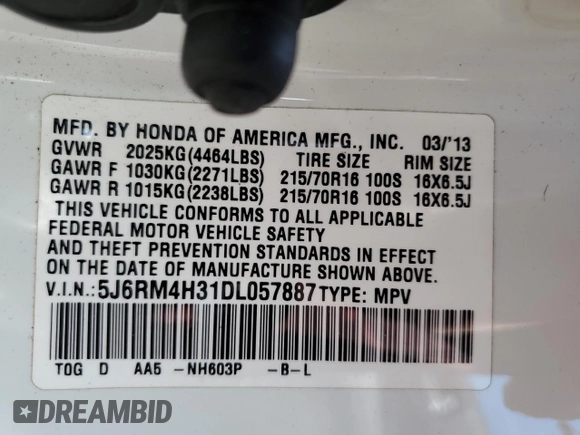 MFD. BY HONDA OF AMERICA MFG., INC. 03/'13
GVWR 2025KG(4464LBS) TIRE SIZE RIM SIZE
GAWR F 1030KG(2271LBS) 215/70R16 100S 16X6.5J
GAWR R 1015KG(2238LBS) 215/70R16 100S 16X6.5J
THIS VEHICLE CONFORMS TO ALL APPLICABLE
FEDERAL MOTOR VEHICLE SAFETY
AND THEFT PREVENTION STANDARDS IN EFFECT
ON THE DATE OF MANUFACTURE SHOWN ABOVE.
V.I.N.:5J6RM4H31DL057887 TYPE: MPV
TOG D AA5 -NH603P -B-L
DREAMBID